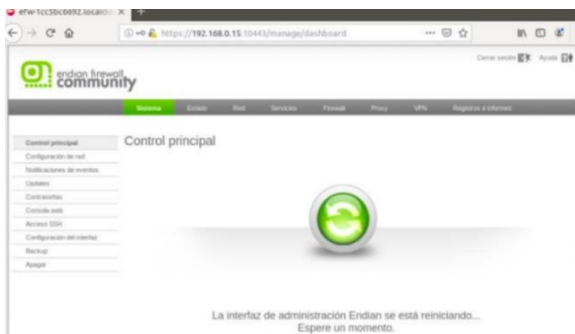 efw-1cc5bc6692.localdo
https://192.168.0.15:10443/manage/dashboard
Cerrar sesión Ayuda
endian firewall
community
Sistema Estado Red Servicios Firewall Proxy VPN Registros e informes
Control principal
Control principal
Configuración de red
Notificaciones de eventos
Updates
Contraseñas
Consola web
Acceso SSH
Configuración del interfaz
Backup
Apagar
La interfaz de administración Endian se está reiniciando...
Espere un momento.